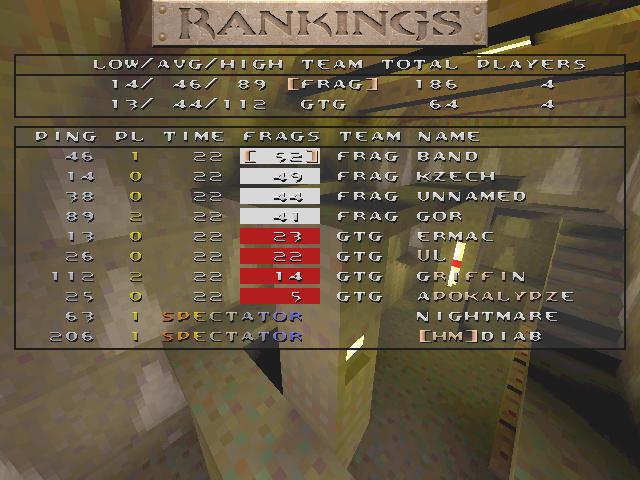 RANKINGS
LOW/AVG/HIGH TEAM TOTAL PLAYERS
14/ 46/ 89 [FRAG] 186 4
13/ 44/112 GTG 64 4
PING PL TIME FRAGS TEAM NAME
46 1 22 [ 52] FRAG BAND
14 0 22 49 FRAG KZECH
38 0 22 44 FRAG UNNAMED
89 2 22 41 FRAG GOR
13 0 22 23 GTG ERMAC
26 0 22 22 GTG UL
112 2 22 14 GTG GRIFFIN
25 0 22 5 GTG APOKALYPZE
63 1 SPECTATOR NIGHTMARE
206 1 SPECTATOR [HM]DIAB